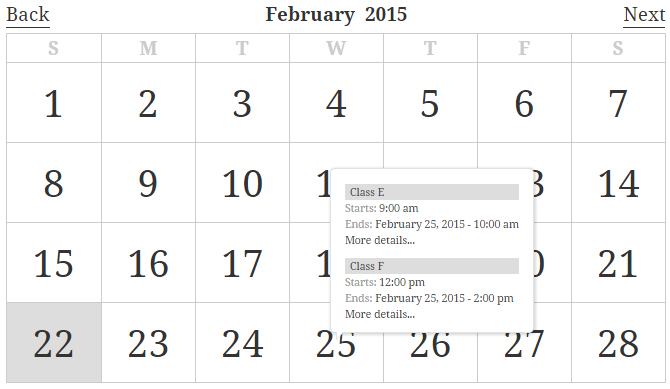 Back February 2015 Next
S M T W T F S
1 2 3 4 5 6 7
8 9 10 14
Class E
Starts: 9:00 am
Ends: February 25, 2015 - 10:00 am
More details...
15 16 17 21
Class F
Starts: 12:00 pm
Ends: February 25, 2015 - 2:00 pm
More details...
22 23 24 25 26 27 28